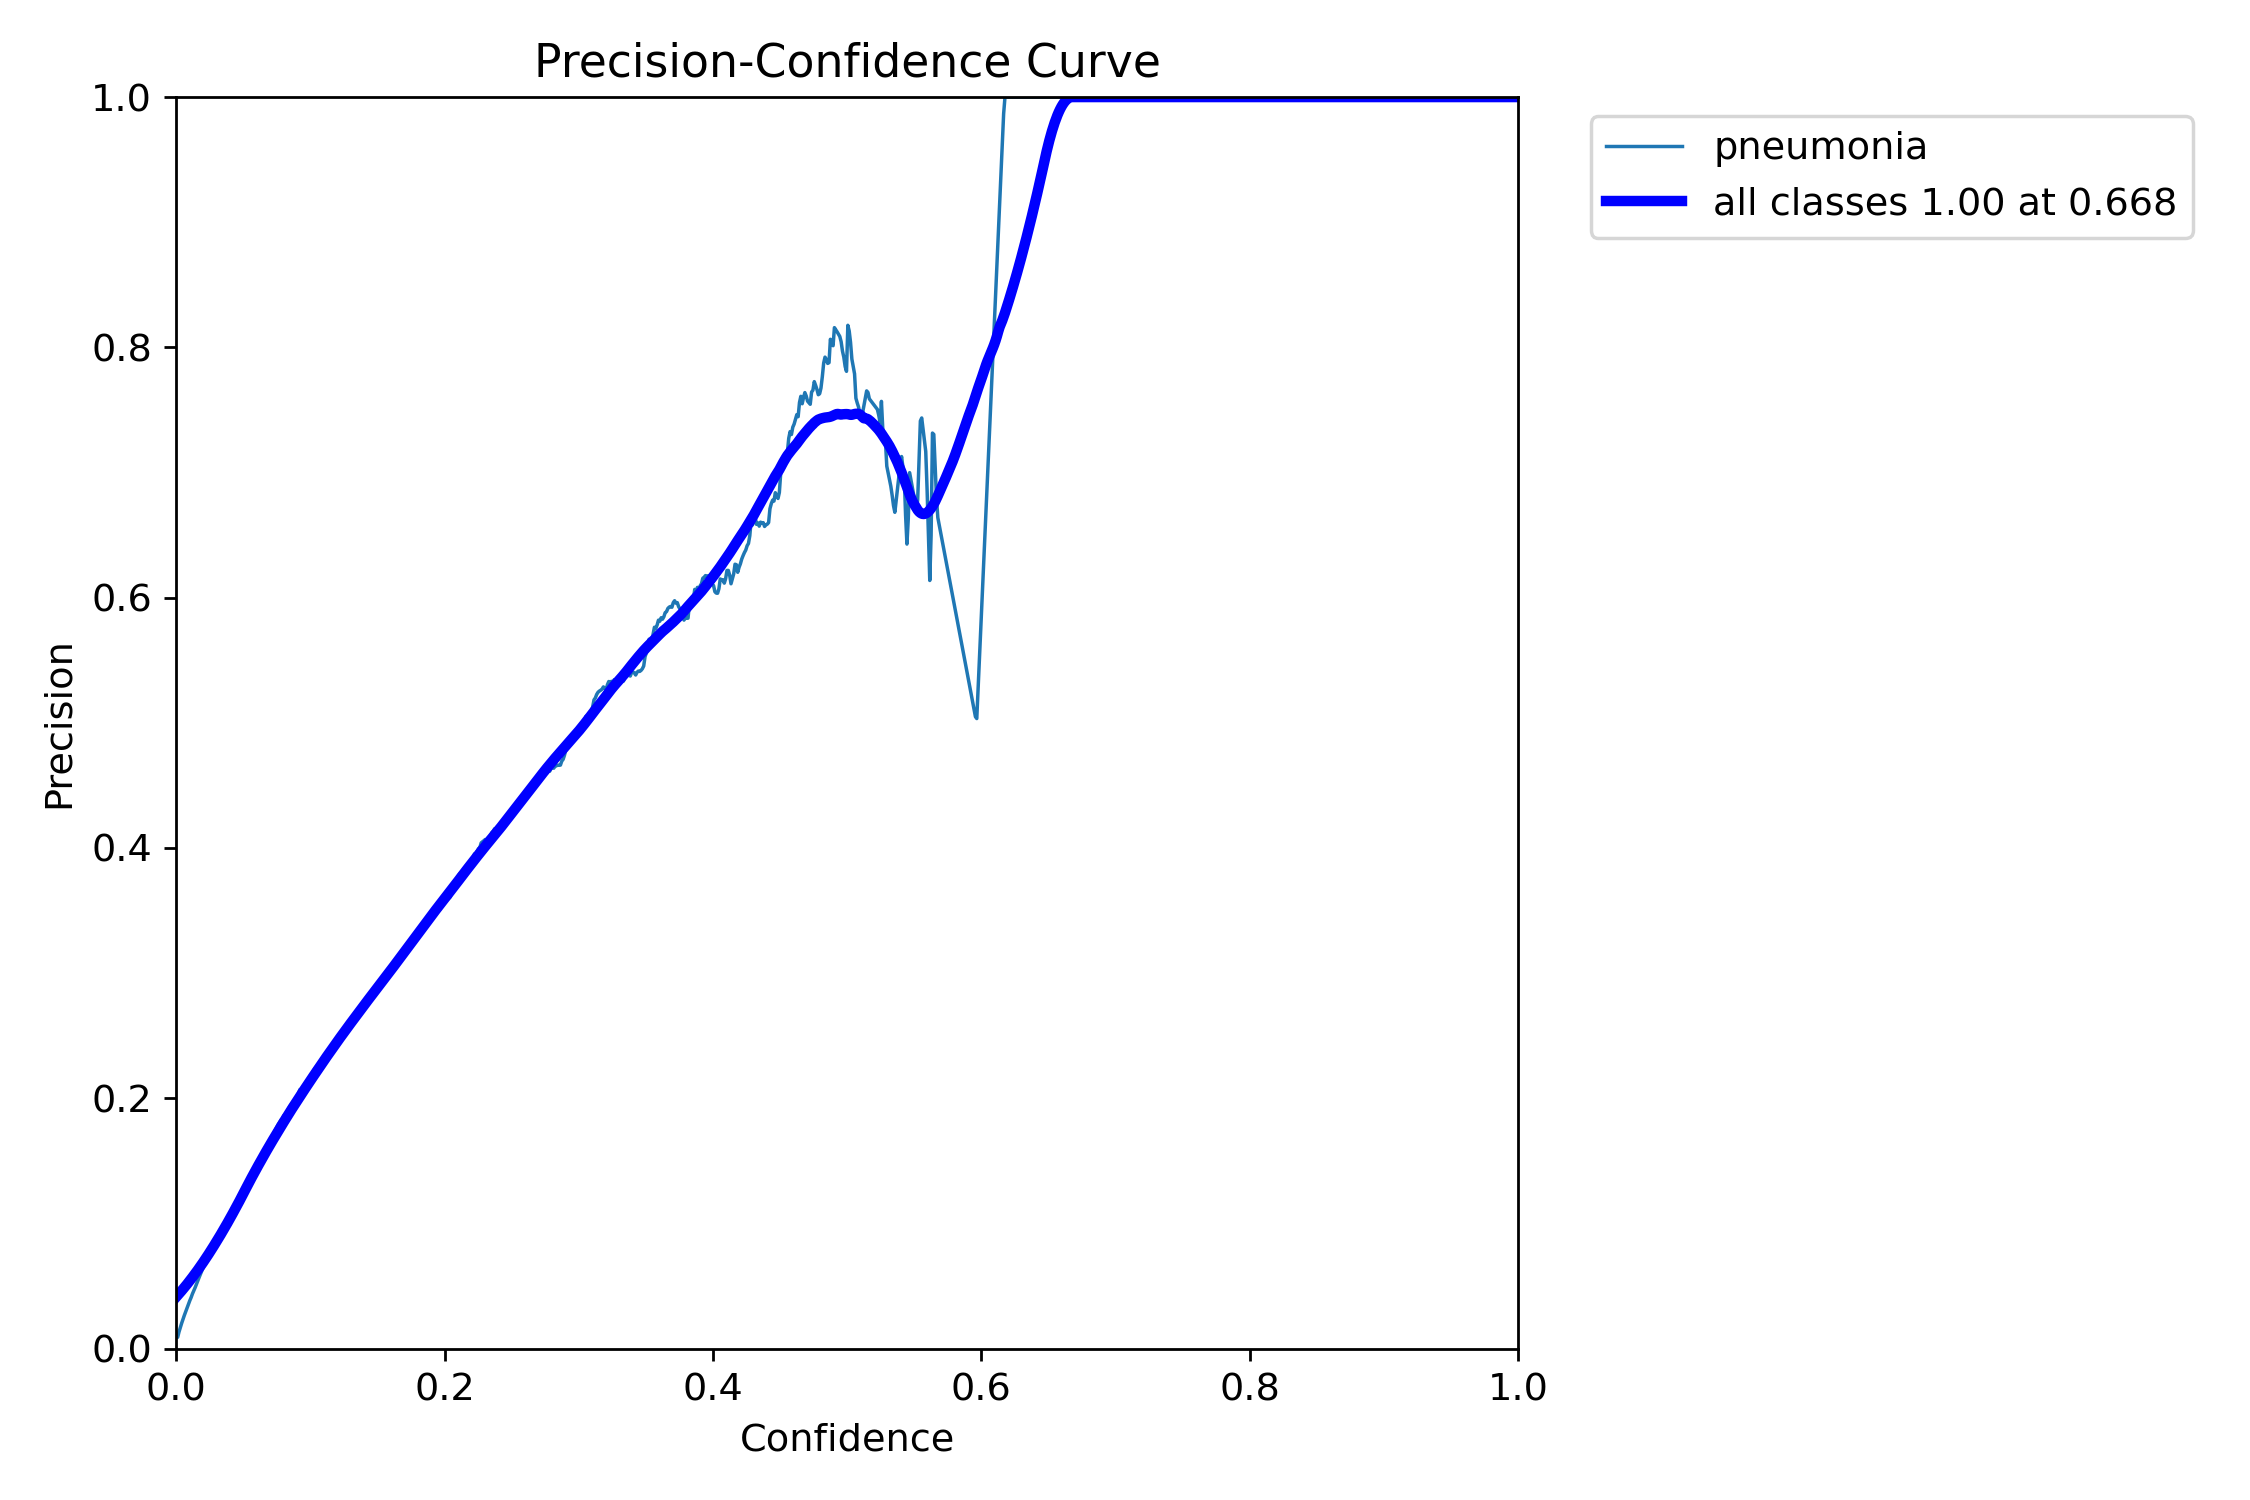 Precision-Confidence Curve
1.0
0.8
0.6
0.4
0.2
0.0
Precision
0.0 0.2 0.4 0.6 0.8 1.0
Confidence
pneumonia
all classes 1.00 at 0.668